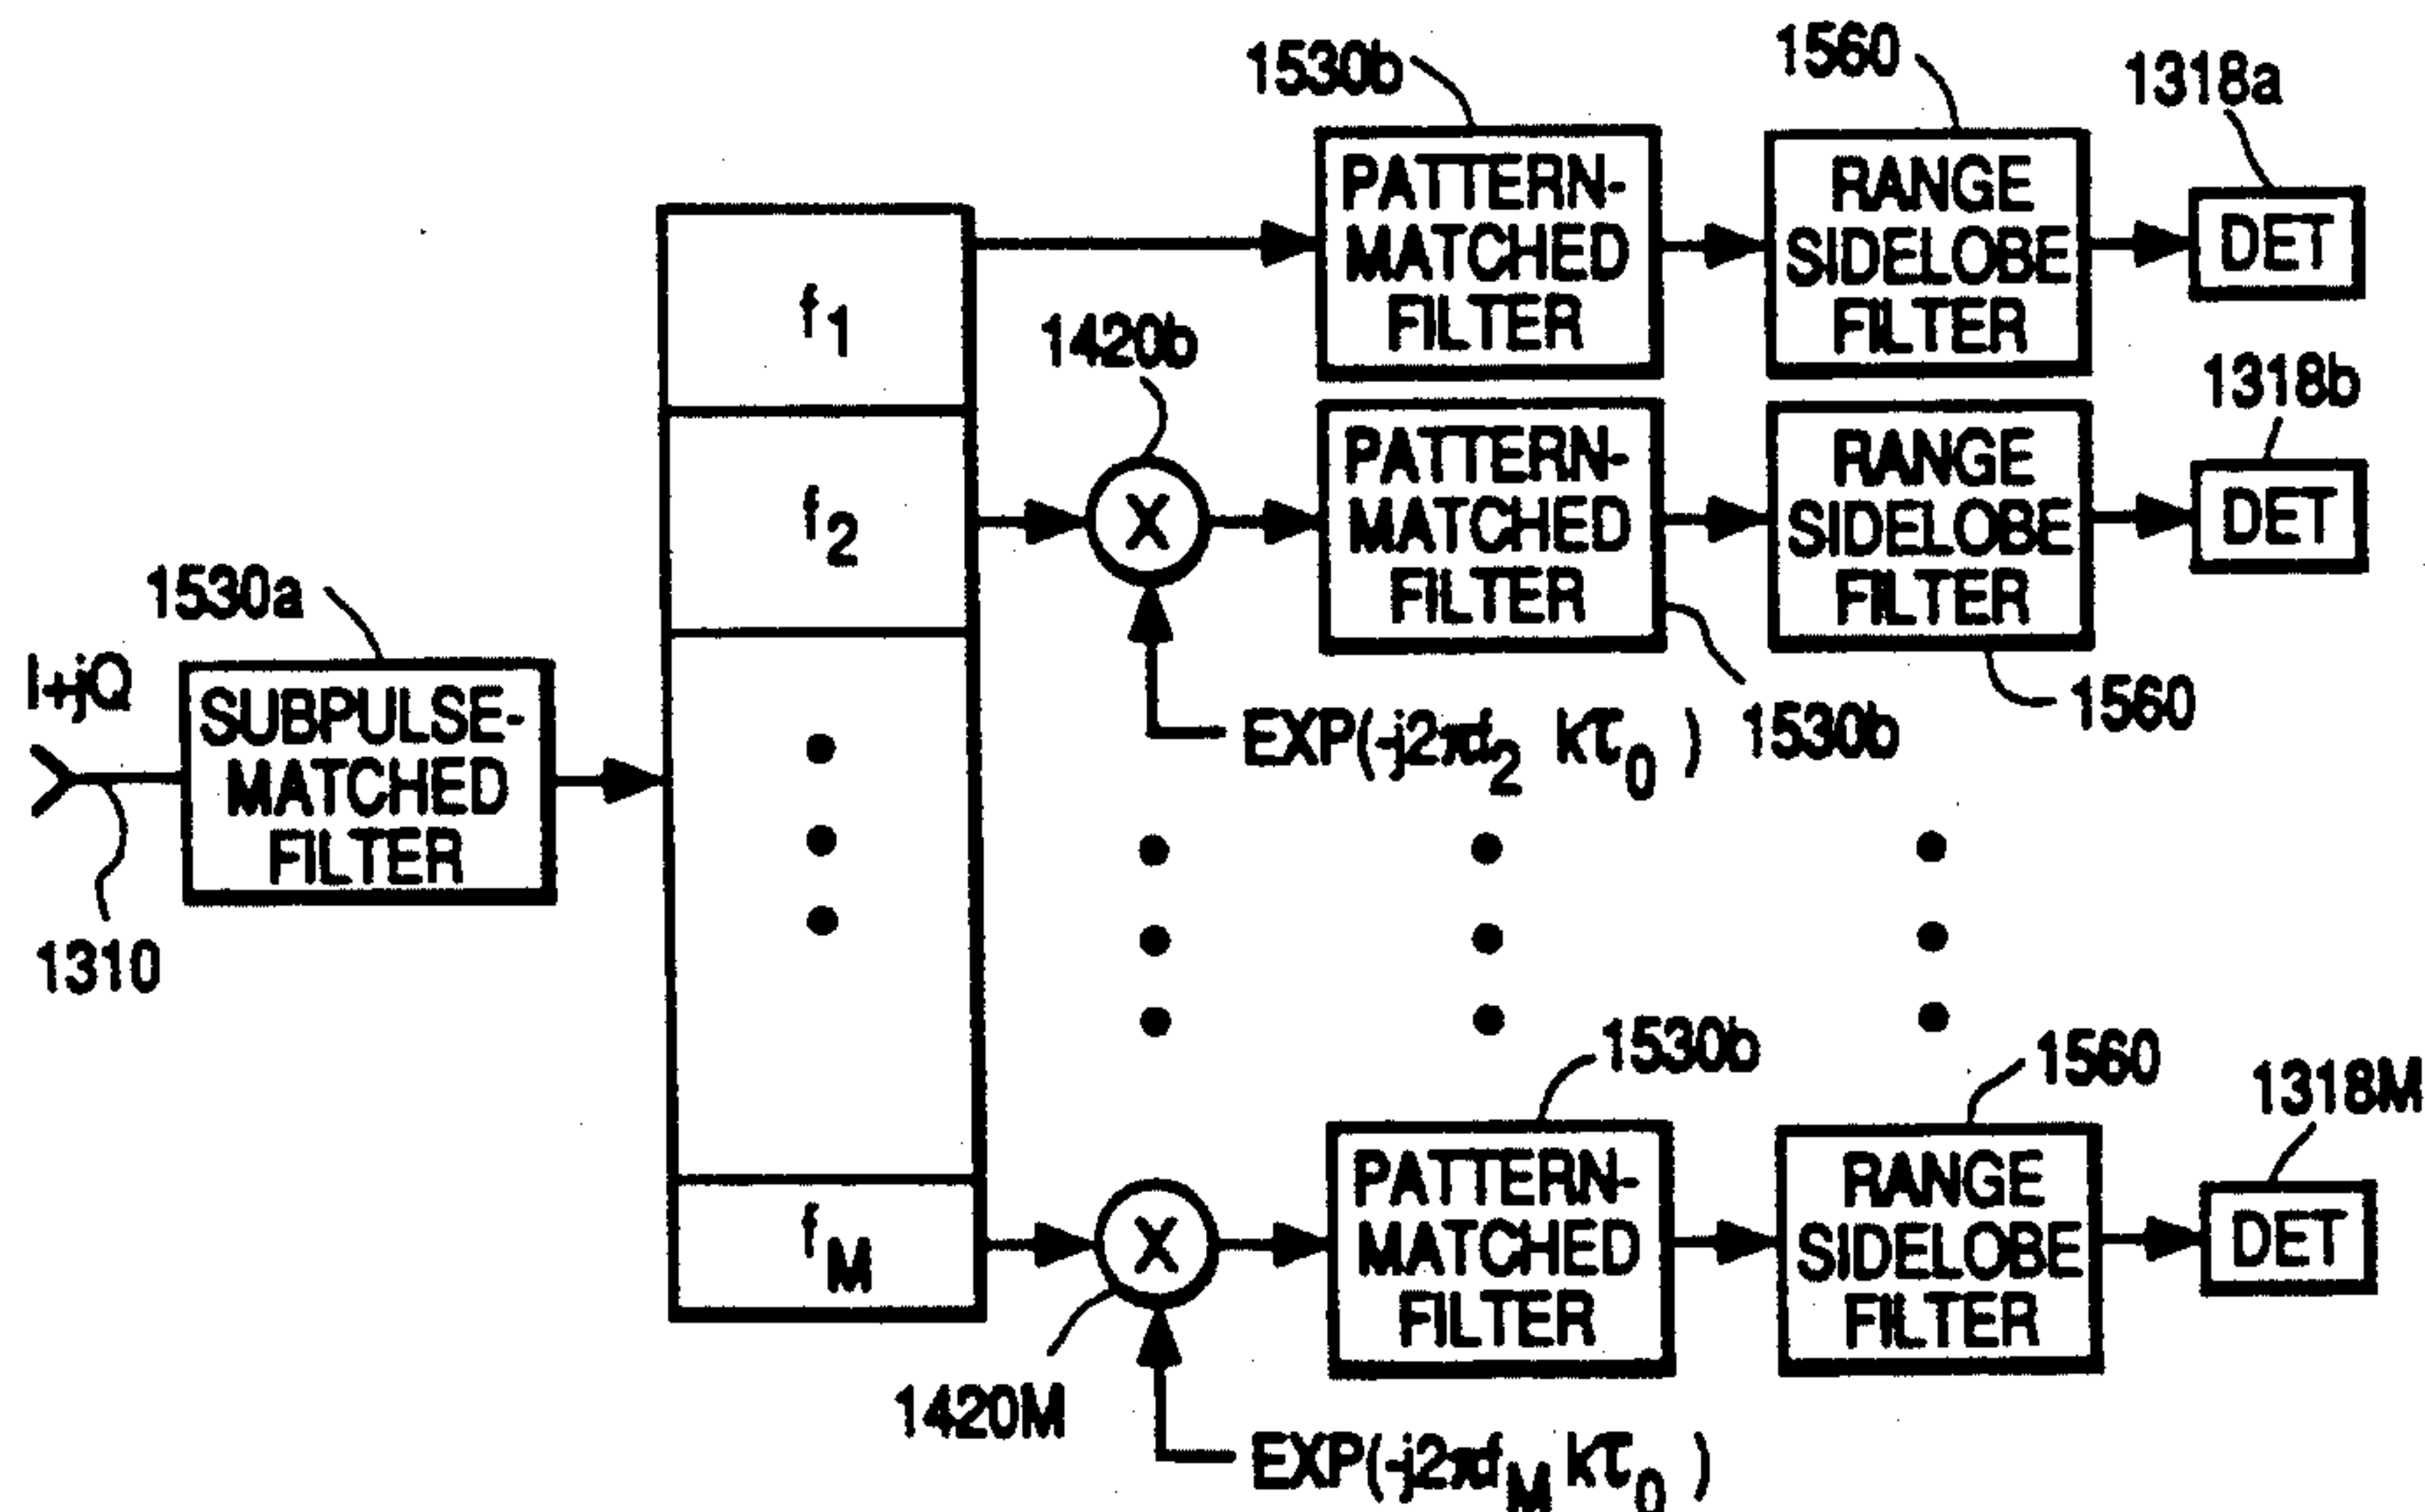 1530b
1560
1318a
PATTERN-
MATCHED
FILTER
RANGE
SIDELOBE
FILTER
DET
f1
1420b
1318b
PATTERN-
MATCHED
FILTER
RANGE
SIDELOBE
FILTER
DET
f2
X
1530a
I+jQ
SUBPULSE-
MATCHED
FILTER
EXP(-j2πf2 Kτ0 )
1530b
1560
1310
1530b
1560
1318M
PATTERN-
MATCHED
FILTER
RANGE
SIDELOBE
FILTER
DET
fM
X
1420M
EXP(-j2πfM Kτ0 )